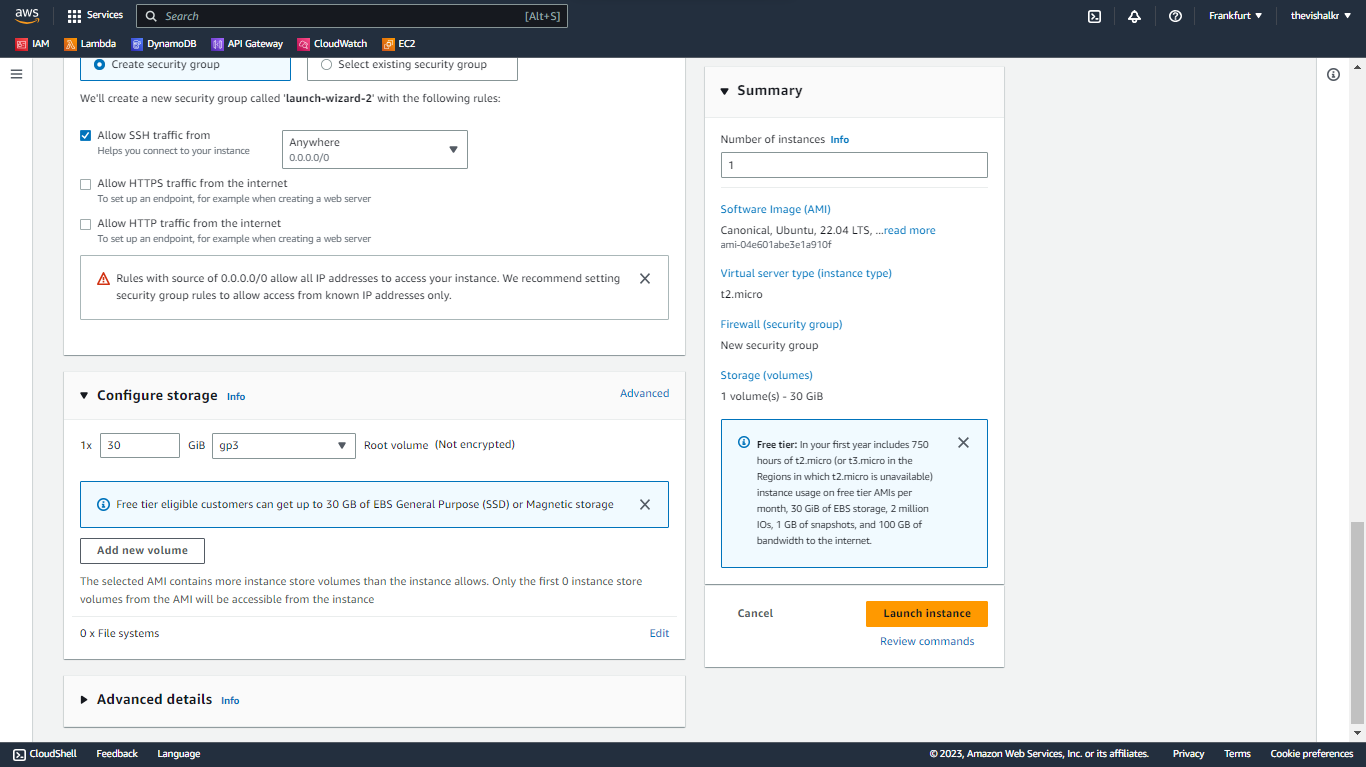 aws
Services
Search
[Alt+S]
Frankfurt
thevishalkr
IAM
Lambda
DynamoDB
API Gateway
CloudWatch
EC2
Create security group
Select existing security group
We'll create a new security group called 'launch-wizard-2' with the following rules:
Allow SSH traffic from
Helps you connect to your instance
Anywhere
0.0.0.0/0
Allow HTTPS traffic from the internet
To set up an endpoint, for example when creating a web server
Allow HTTP traffic from the internet
To set up an endpoint, for example when creating a web server
Rules with source of 0.0.0.0/0 allow all IP addresses to access your instance. We recommend setting
security group rules to allow access from known IP addresses only.
Configure storage Info
Advanced
1x
30
GiB
gp3
Root volume (Not encrypted)
Free tier eligible customers can get up to 30 GB of EBS General Purpose (SSD) or Magnetic storage
Add new volume
The selected AMI contains more instance store volumes than the instance allows. Only the first 0 instance store
volumes from the AMI will be accessible from the instance
0 x File systems
Edit
Advanced details Info
Summary
Number of instances Info
1
Software Image (AMI)
Canonical, Ubuntu, 22.04 LTS, ...read more
ami-04e601abe3e1a910f
Virtual server type (instance type)
t2.micro
Firewall (security group)
New security group
Storage (volumes)
1 volume(s) - 30 GiB
Free tier: In your first year includes 750
hours of t2.micro (or t3.micro in the
Regions in which t2.micro is unavailable)
instance usage on free tier AMIs per
month, 30 GiB of EBS storage, 2 million
IOs, 1 GB of snapshots, and 100 GB of
bandwidth to the internet.
Cancel
Launch instance
Review commands
CloudShell
Feedback
Language
© 2023, Amazon Web Services, Inc. or its affiliates.
Privacy
Terms
Cookie preferences